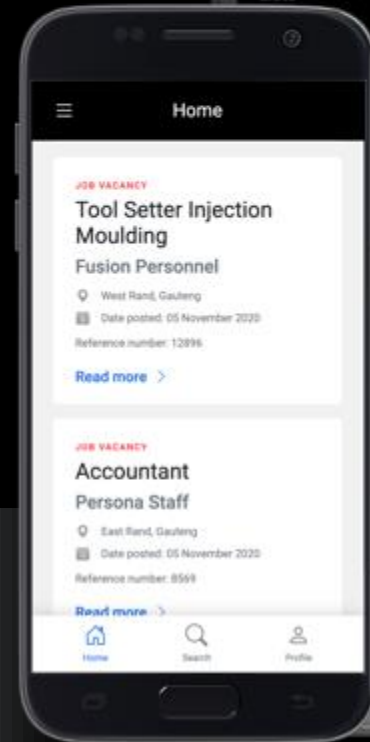 Home
JOB VACANCY
Tool Setter Injection
Moulding
Fusion Personnel
West Rand, Gauteng
Date posted: 05 November 2020
Reference number: 12896
Read more
JOB VACANCY
Accountant
Persona Staff
East Rand, Gauteng
Date posted: 05 November 2020
Reference number: 8569
Read more
Home
Search
Profile